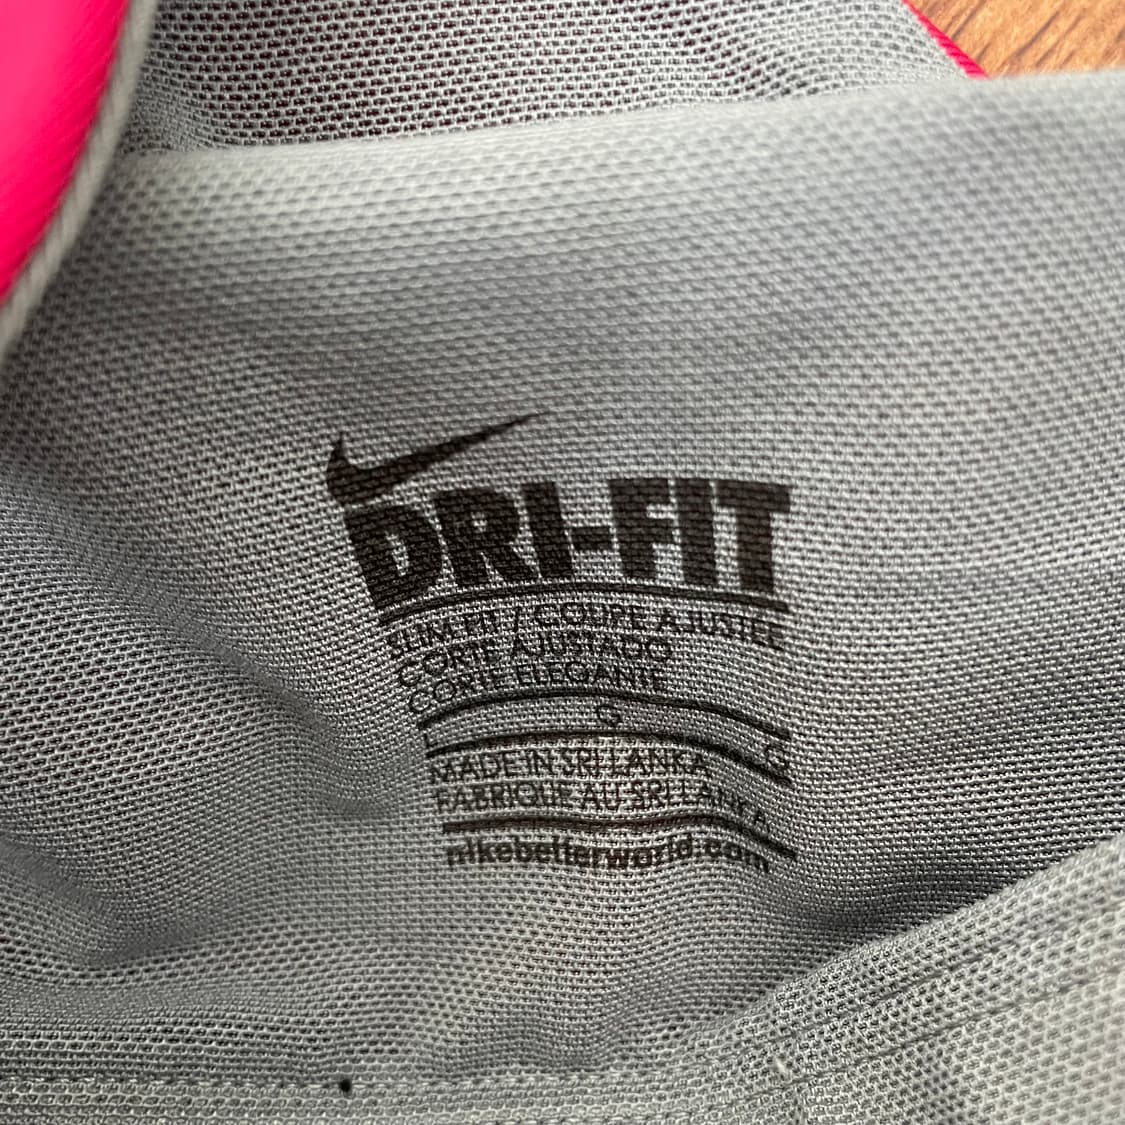 DRI-FIT
SLIM FIT / COUPE AJUSTÉE
CORTE AJUSTADO
CORTE ELEGANTE
L G G
MADE IN SRI LANKA
FABRIQUÉ AU SRI LANKA
nikebetterworld.com